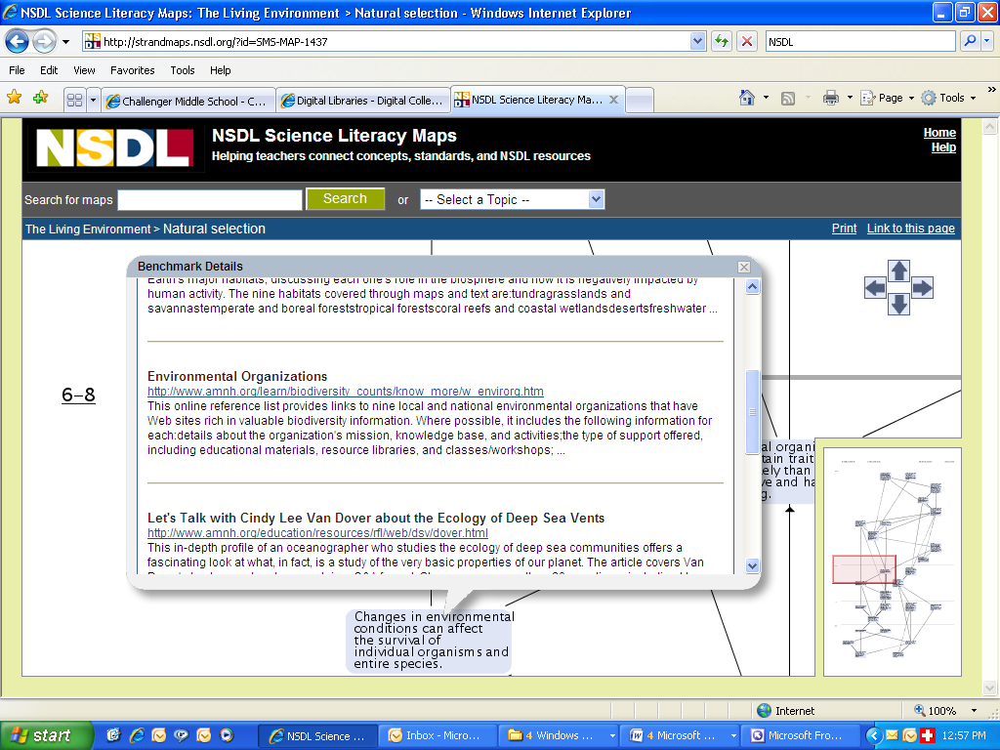 NSDL Science Literacy Maps: The Living Environment > Natural selection - Windows Internet Explorer
http://strandmaps.nsdl.org/?id=SMS-MAP-1437
NSDL
File Edit View Favorites Tools Help
Challenger Middle School - C...
Digital Libraries - Digital Colle...
NSDL Science Literacy Ma...
Page
Tools
NSDL
NSDL Science Literacy Maps
Helping teachers connect concepts, standards, and NSDL resources
Home
Help
Search for maps
Search
or
-- Select a Topic --
The Living Environment > Natural selection
Print Link to this page
Benchmark Details
Earth's major habitats, discussing each one's role in the biosphere and how it is negatively impacted by
human activity. The nine habitats covered through maps and text are:tundragrasslands and
savannastemperate and boreal foreststropical forestscoral reefs and coastal wetlandsdesertsfreshwater ...
Environmental Organizations
http://www.amnh.org/learn/biodiversity_counts/know_more/w_envirorg.htm
This online reference list provides links to nine local and national environmental organizations that have
Web sites rich in valuable biodiversity information. Where possible, it includes the following information for
each:details about the organization's mission, knowledge base, and activities;the type of support offered,
including educational materials, resource libraries, and classes/workshops; ...
Let's Talk with Cindy Lee Van Dover about the Ecology of Deep Sea Vents
http://www.amnh.org/education/resources/rfl/web/dsv/dover.html
This in-depth profile of an oceanographer who studies the ecology of deep sea communities offers a
fascinating look at what, in fact, is a study of the very basic properties of our planet. The article covers Van
6–8
al organi
tain trait
ely than
ve and ha
g.
Changes in environmental
conditions can affect
the survival of
individual organisms and
entire species.
Internet
100%
start
NSDL Science ...
Inbox - Micro...
4 Windows ...
4 Microsoft ...
Microsoft Fro...
12:57 PM